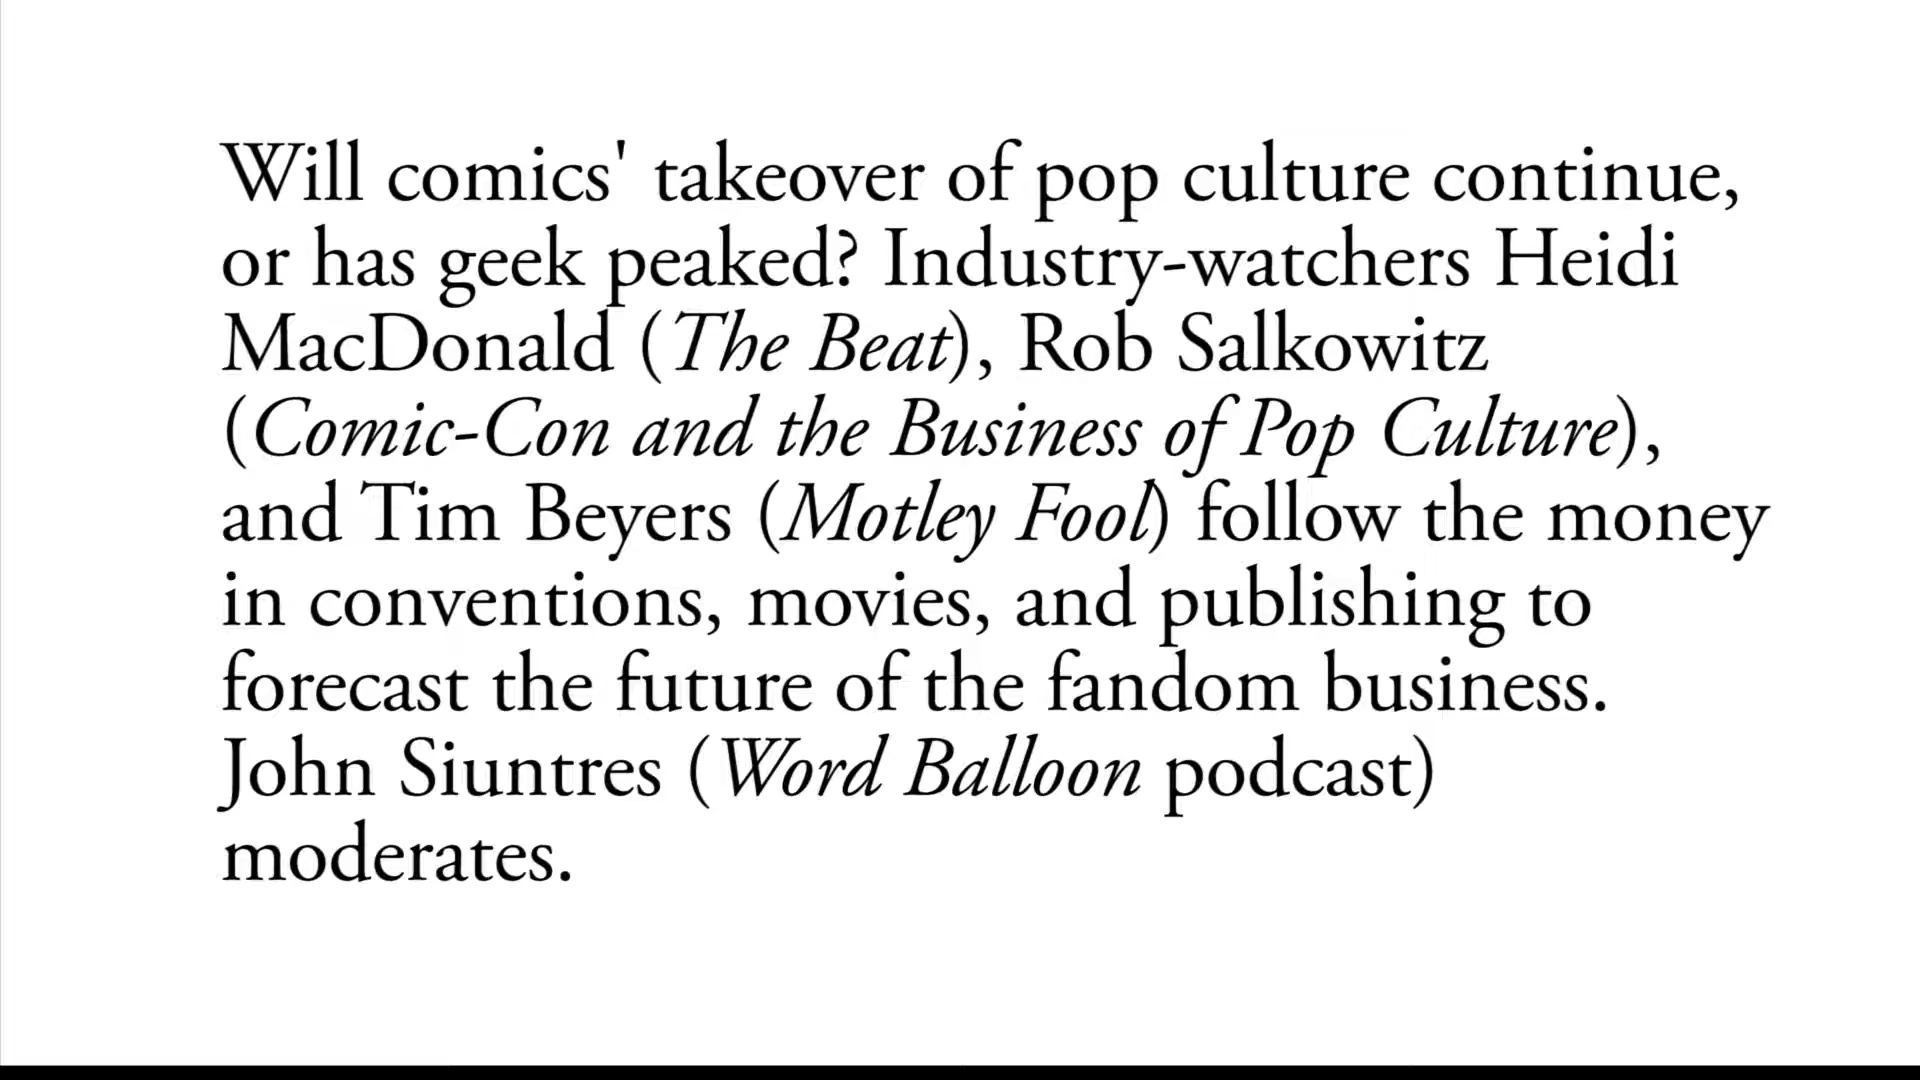 Will comics' takeover of pop culture continue,
or has geek peaked? Industry-watchers Heidi
MacDonald (The Beat), Rob Salkowitz
(Comic-Con and the Business of Pop Culture),
and Tim Beyers (Motley Fool) follow the money
in conventions, movies, and publishing to
forecast the future of the fandom business.
John Siuntres (Word Balloon podcast)
moderates.